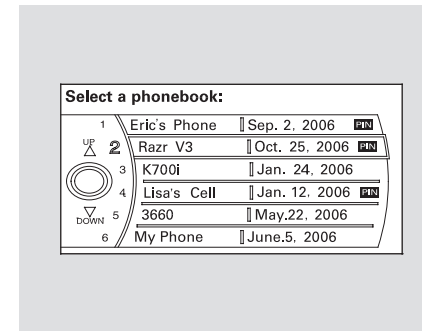 Select a phonebook:
1 Eric's Phone Sep. 2, 2006 PIN
UP 2 Razr V3 Oct. 25, 2006 PIN
3 K700i Jan. 24, 2006
4 Lisa's Cell Jan. 12, 2006 PIN
DOWN 5 3660 May.22, 2006
6 My Phone June.5, 2006